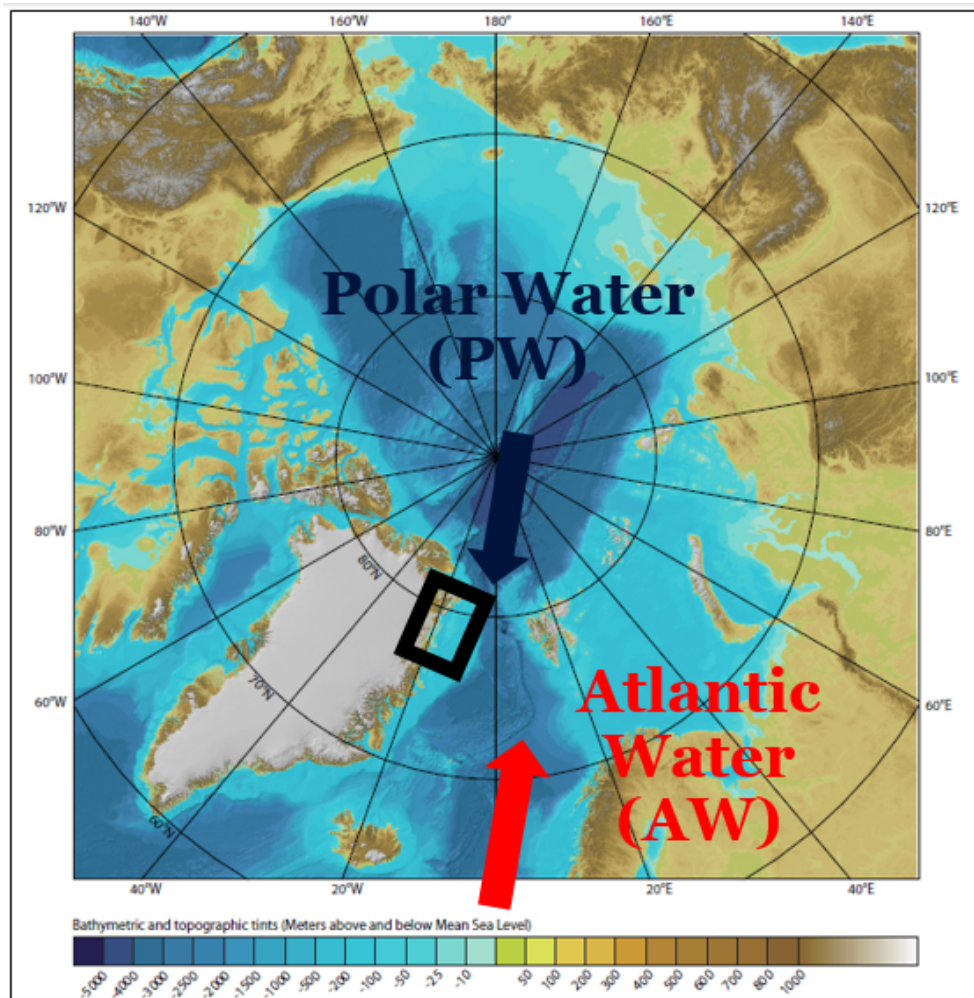 140°W 180° 160°E 140°E
120°W 120°E
Polar Water
(PW)
100°W 100°E
80°W 80°E
80°N
70°N
60°W 60°E
Atlantic
Water
(AW)
60°N
40°W 20°W 20°E 40°E
Bathymetric and topographic tints (Meters above and below Mean Sea Level)
-5000 -4000 -3000 -2500 -2000 -1500 -1000 -500 -200 -100 -50 -25 -10 50 100 200 300 400 500 600 700 800 1000